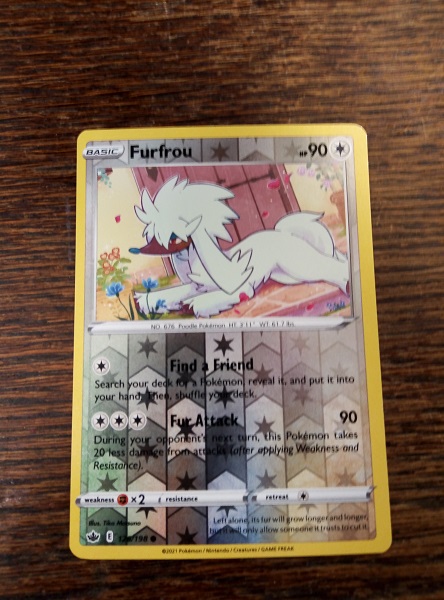 BASIC Furfrou HP 90
NO. 676 Poodle Pokémon HT: 3'11" WT: 61.7 lbs.
Find a Friend
Search your deck for a Pokémon, reveal it, and put it into
your hand. Then, shuffle your deck.
Fur Attack 90
During your opponent's next turn, this Pokémon takes
20 less damage from attacks (after applying Weakness and
Resistance).
weakness ×2 resistance retreat
Illus. Tika Matsuno
Left alone, its fur will grow longer and longer,
but it will only allow someone it trusts to cut it.
E /198
©2021 Pokémon / Nintendo / Creatures / GAME FREAK